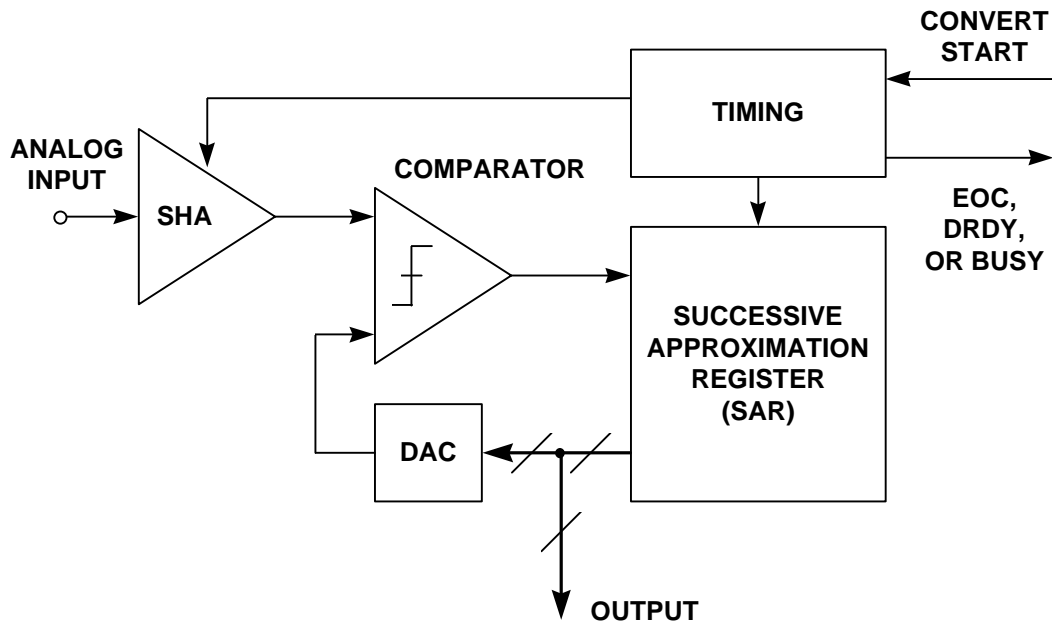 CONVERT
START
TIMING
ANALOG
INPUT
COMPARATOR
SHA
EOC,
DRDY,
OR BUSY
SUCCESSIVE
APPROXIMATION
REGISTER
(SAR)
DAC
OUTPUT